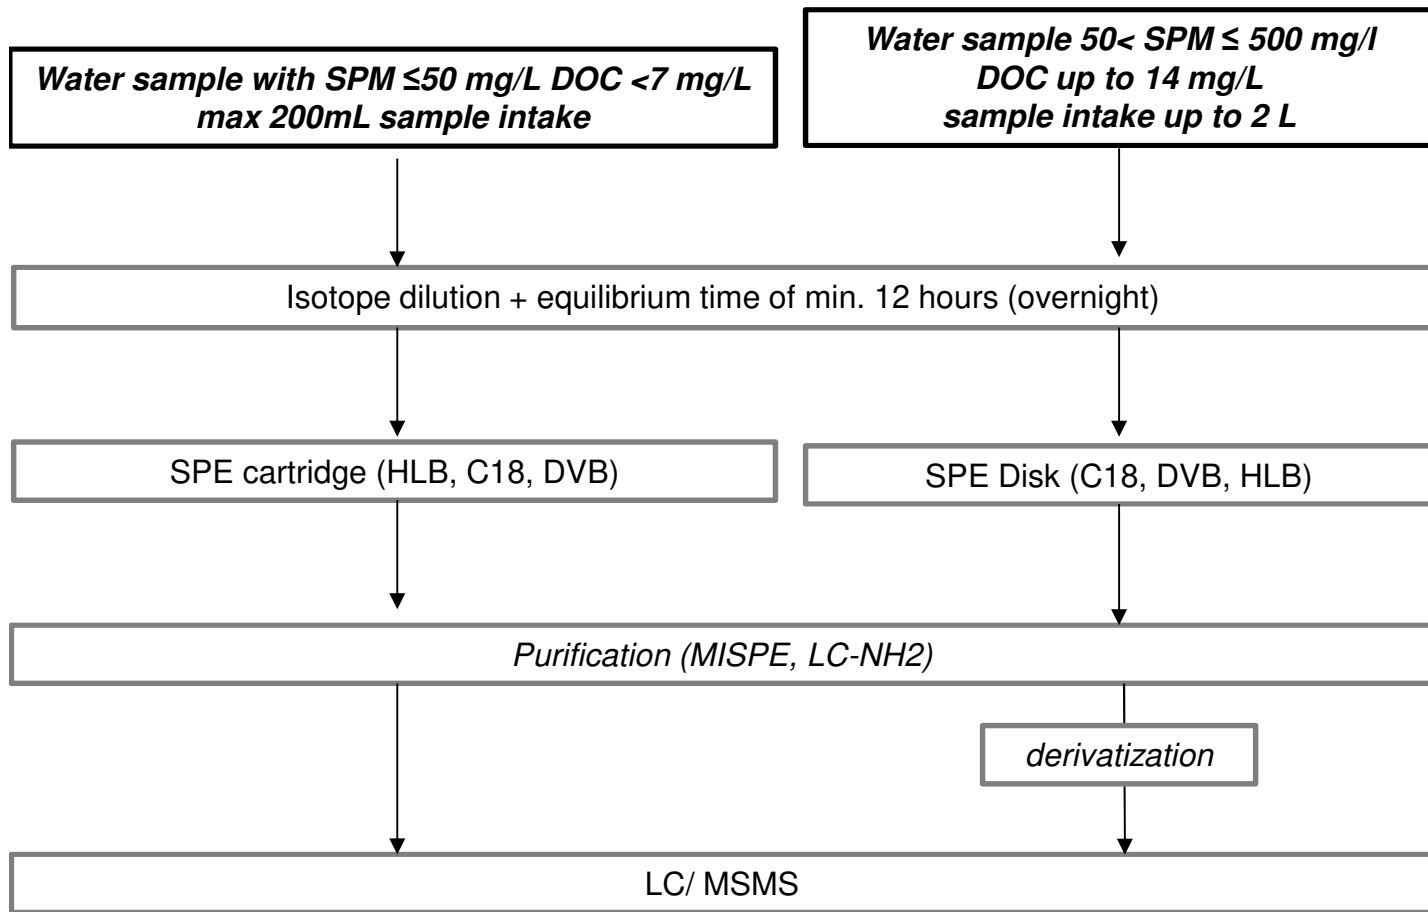 Water sample with SPM ≤50 mg/L DOC <7 mg/L
max 200mL sample intake
Water sample 50< SPM ≤ 500 mg/l
DOC up to 14 mg/L
sample intake up to 2 L
Isotope dilution + equilibrium time of min. 12 hours (overnight)
SPE cartridge (HLB, C18, DVB)
SPE Disk (C18, DVB, HLB)
Purification (MISPE, LC-NH2)
derivatization
LC/ MSMS